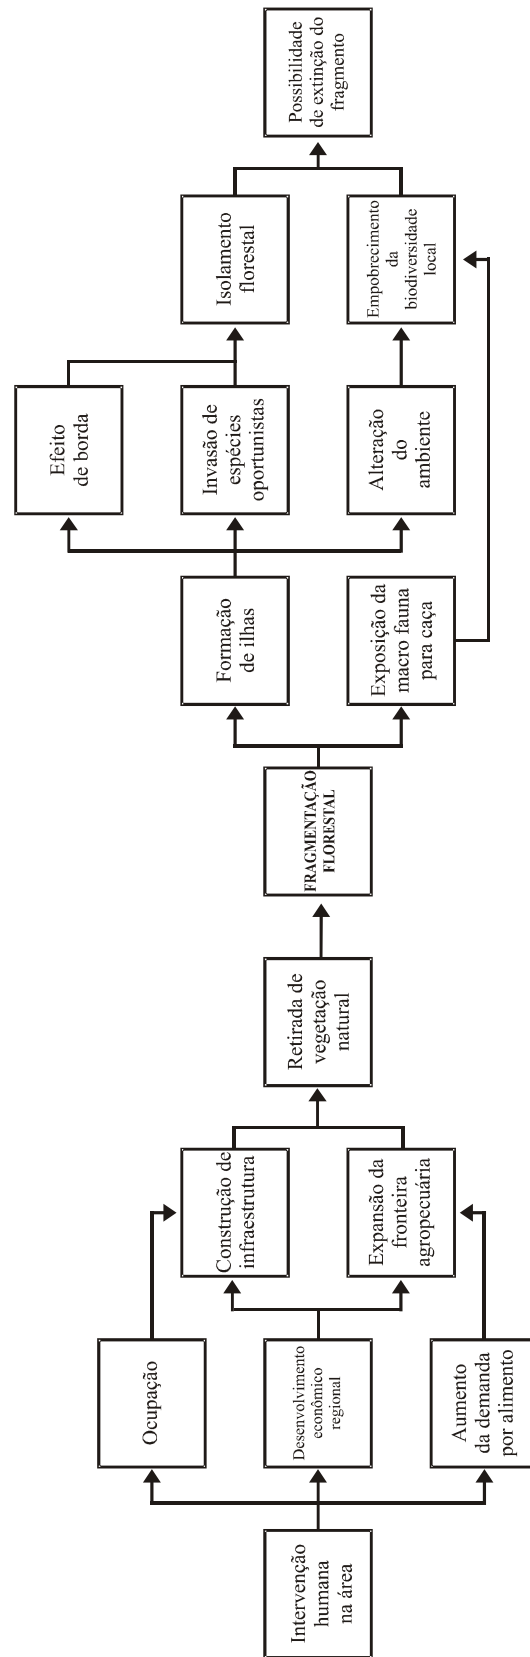 Intervenção
humana
na área
Ocupação
Desenvolvimento
econômico
regional
Aumento
da demanda
por alimento
Construção de
infraestrutura
Expansão da
fronteira
agropecuária
Retirada de
vegetação
natural
FRAGMENTAÇÃO
FLORESTAL
Formação
de ilhas
Exposição da
macro fauna
para caça
Efeito
de borda
Invasão de
espécies
oportunistas
Alteração
do
ambiente
Isolamento
florestal
Empobrecimento
da
biodiversidade
local
Possibilidade
de extinção do
fragmento